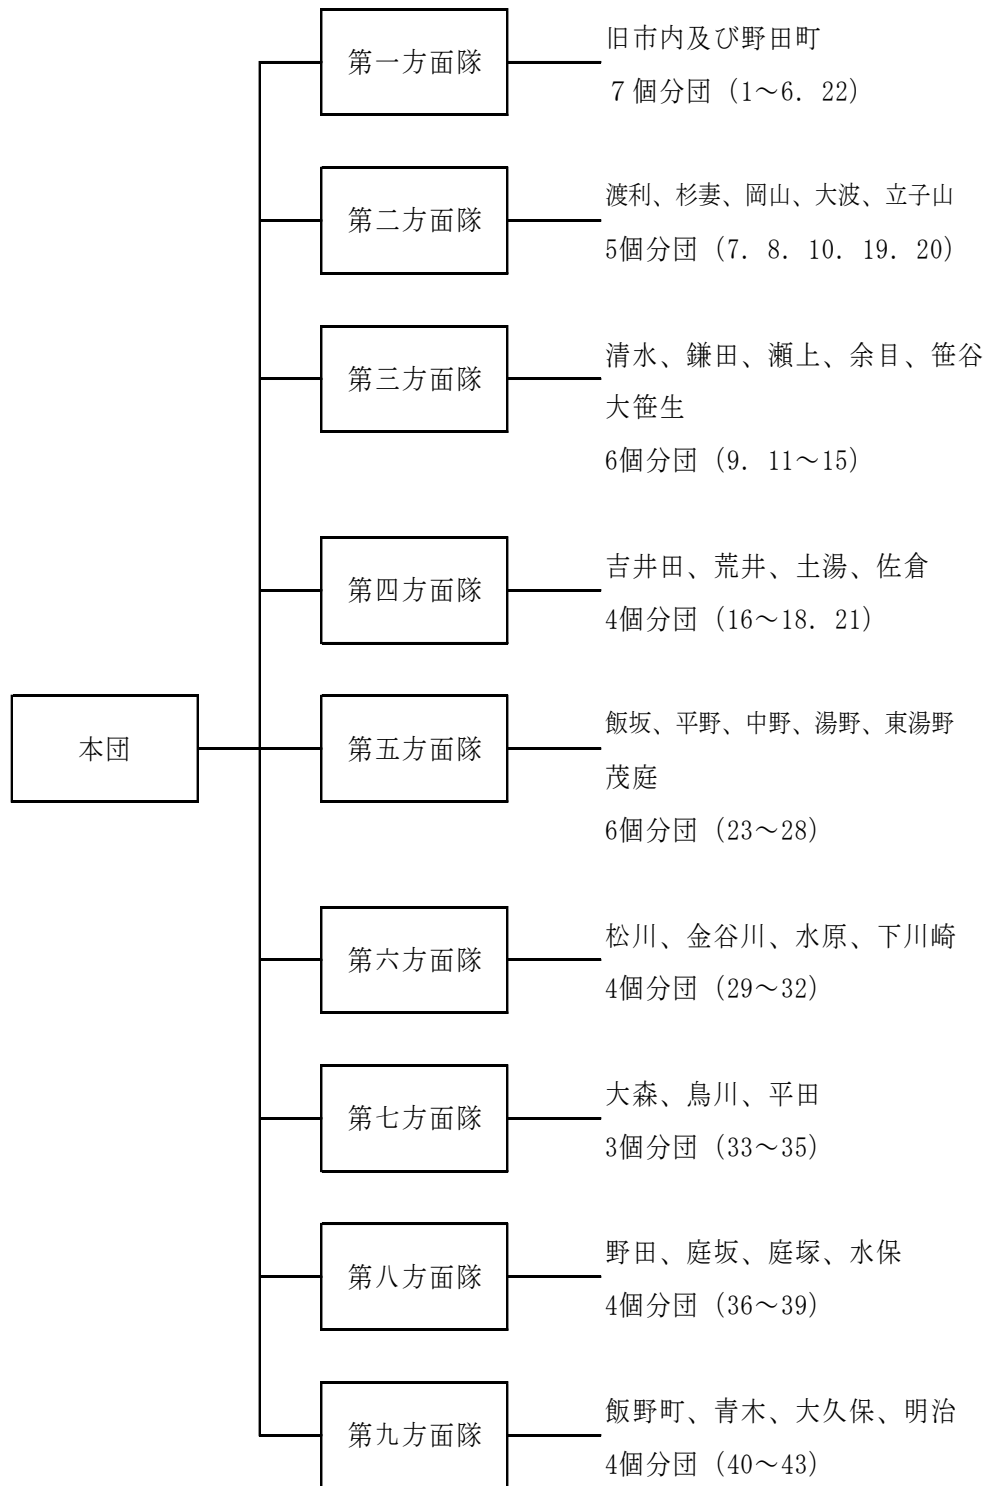 第一方面隊
旧市内及び野田町
７個分団（1～6．22）
第二方面隊
渡利、杉妻、岡山、大波、立子山
5個分団（7．8．10．19．20）
第三方面隊
清水、鎌田、瀬上、余目、笹谷
大笹生
6個分団（9．11～15）
第四方面隊
吉井田、荒井、土湯、佐倉
4個分団（16～18．21）
本団
第五方面隊
飯坂、平野、中野、湯野、東湯野
茂庭
6個分団（23～28）
第六方面隊
松川、金谷川、水原、下川崎
4個分団（29～32）
第七方面隊
大森、鳥川、平田
3個分団（33～35）
第八方面隊
野田、庭坂、庭塚、水保
4個分団（36～39）
第九方面隊
飯野町、青木、大久保、明治
4個分団（40～43）